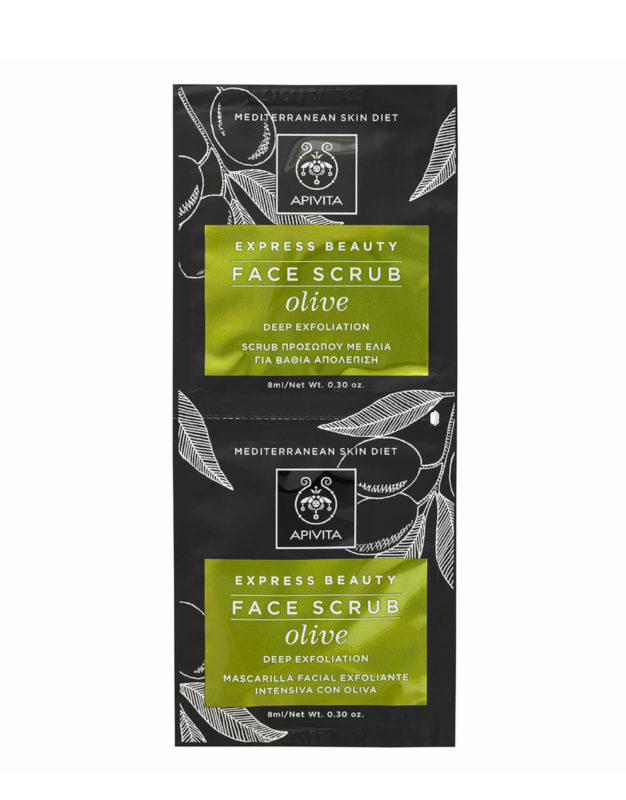 MEDITERRANEAN SKIN DIET
APIVITA
EXPRESS BEAUTY
FACE SCRUB
olive
DEEP EXFOLIATION
SCRUB ΠΡΟΣΩΠΟΥ ΜΕ ΕΛΙΑ
ΓΙΑ ΒΑΘΙΑ ΑΠΟΛΕΠΙΣΗ
8ml/Net Wt. 0.30 oz.
MEDITERRANEAN SKIN DIET
APIVITA
EXPRESS BEAUTY
FACE SCRUB
olive
DEEP EXFOLIATION
MASCARILLA FACIAL EXFOLIANTE
INTENSIVA CON OLIVA
8ml/Net Wt. 0.30 oz.